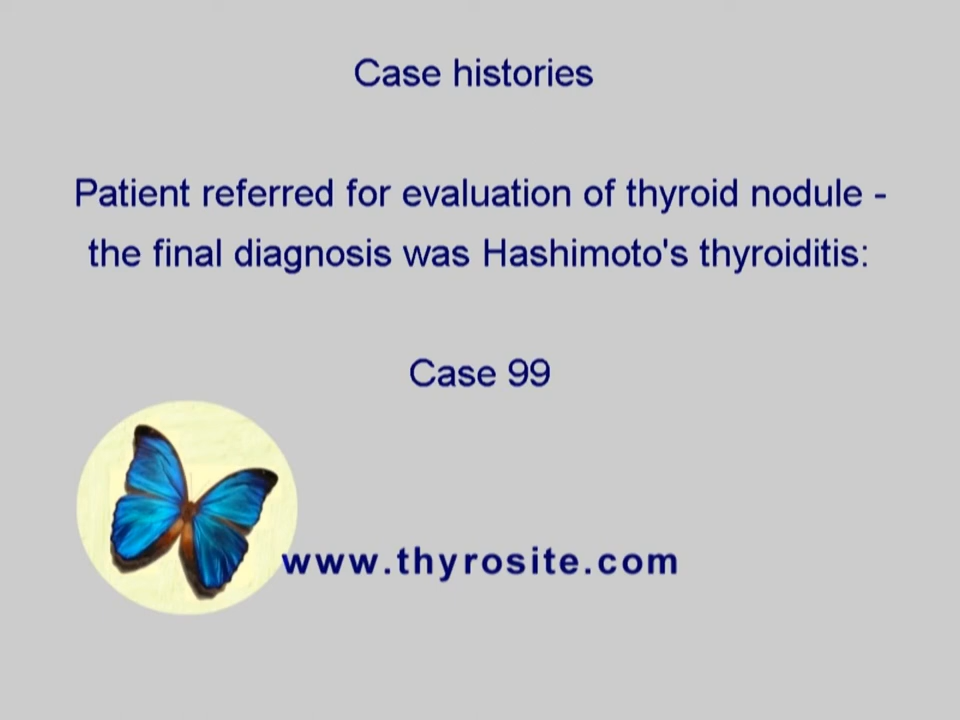 Case histories
Patient referred for evaluation of thyroid nodule -
the final diagnosis was Hashimoto's thyroiditis:
Case 99
www.thyrosite.com